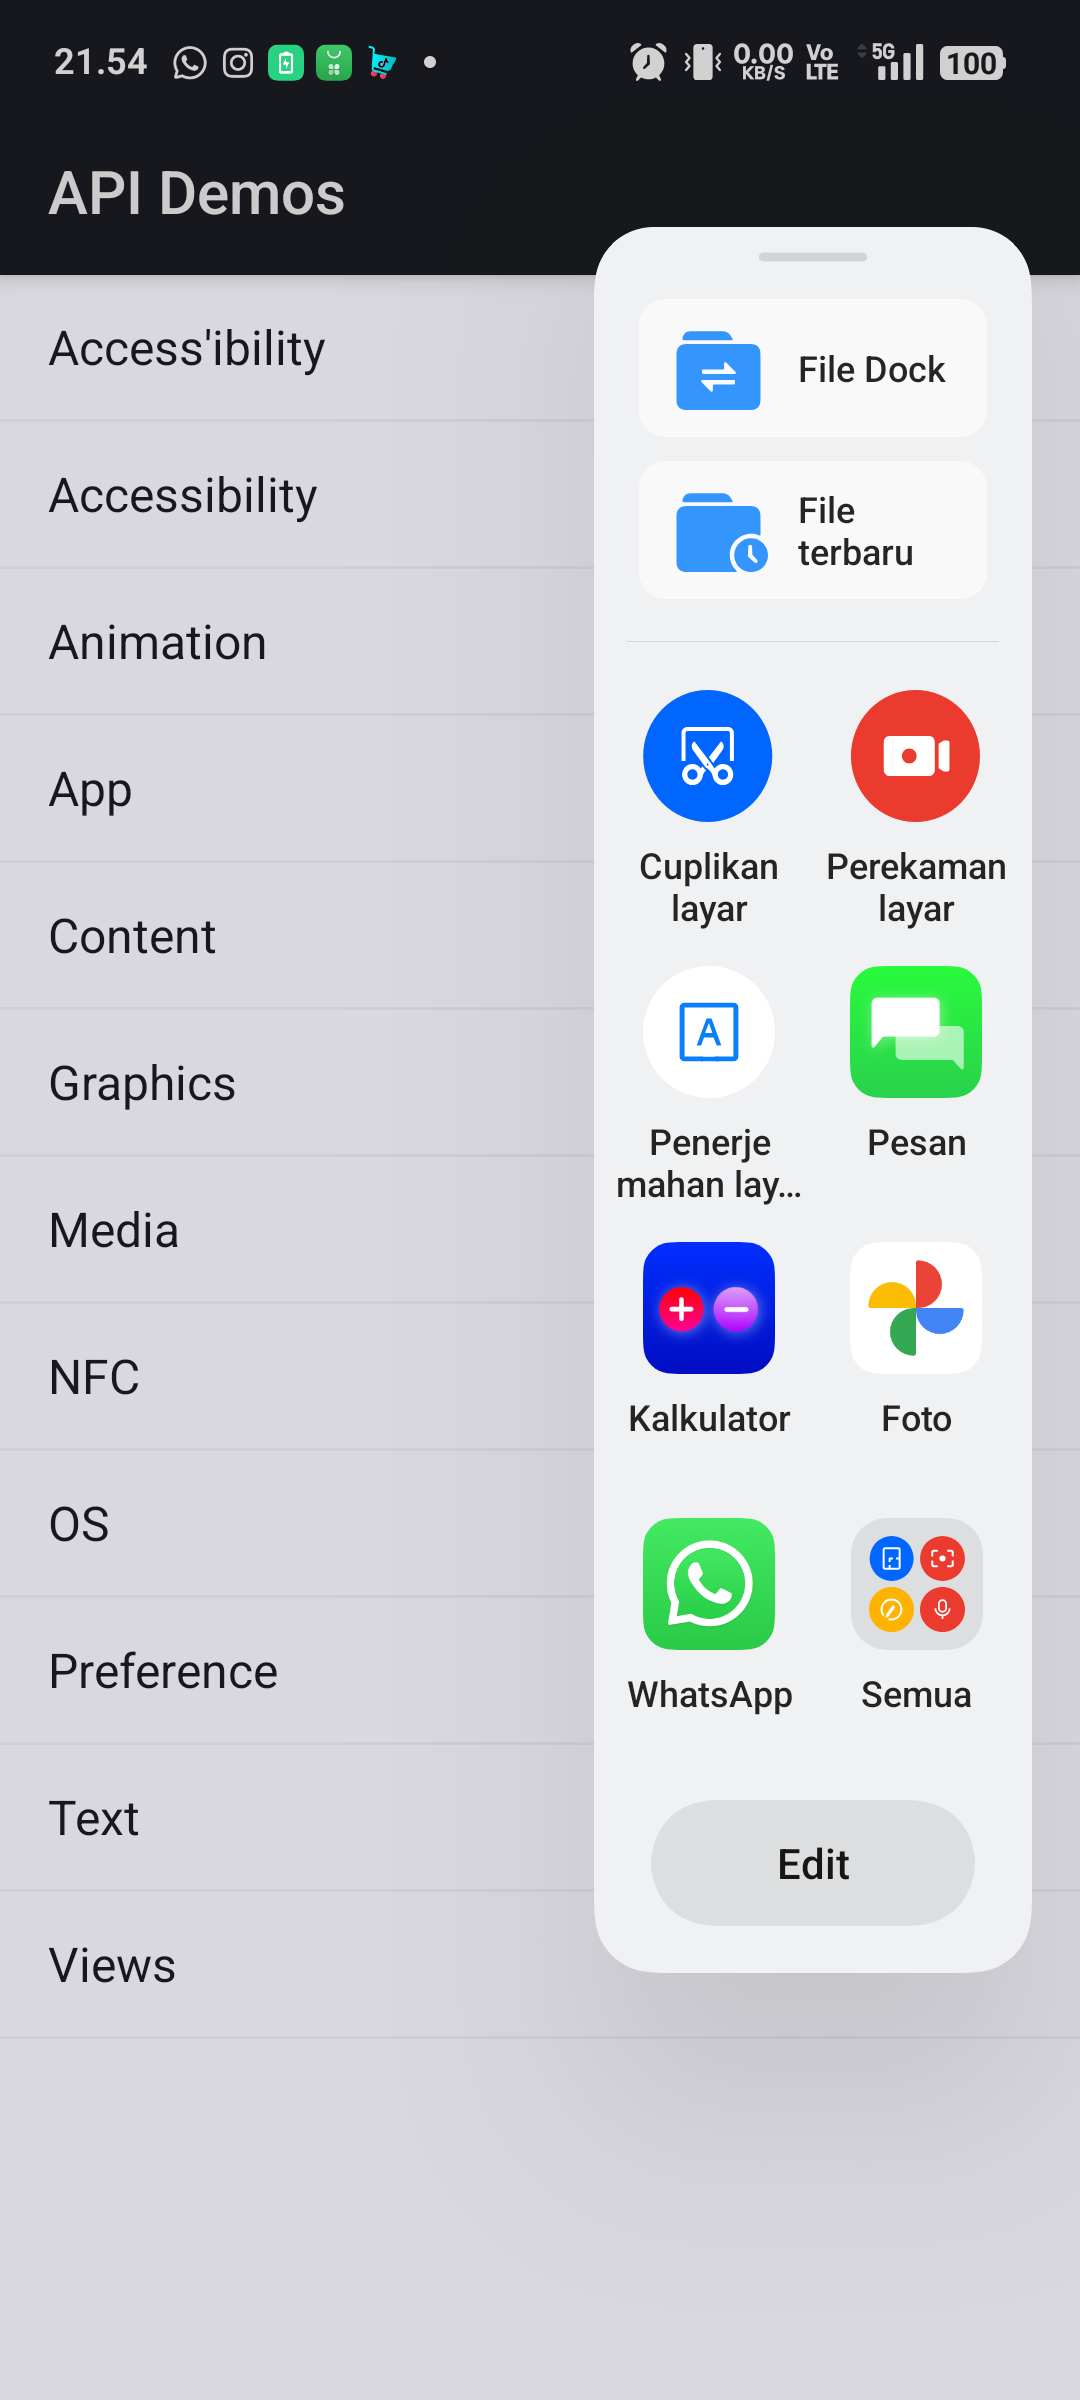 21.54
0.00
KB/S
Vo
LTE
5G
100
API Demos
Access'ibility
Accessibility
Animation
App
Content
Graphics
Media
NFC
OS
Preference
Text
Views
File Dock
File
terbaru
Cuplikan
layar
Perekaman
layar
A
Penerje
mahan lay...
Pesan
Kalkulator
Foto
WhatsApp
Semua
Edit